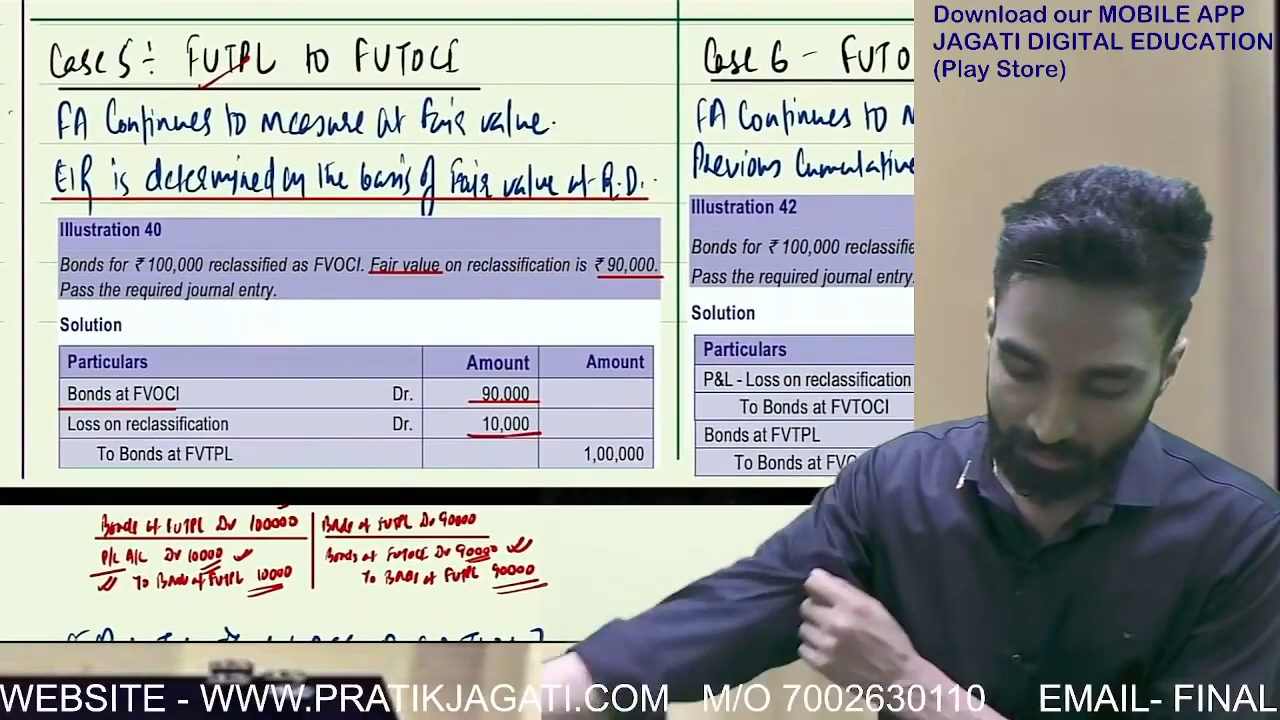 Download our MOBILE APP
JAGATI DIGITAL EDUCATION
(Play Store)
Case 5 :- FVTPL to FVTOCI
FA Continues to measure at Fair value.
EIR is determined on the basis of Fair value at R.D.
Illustration 40
Bonds for ₹ 100,000 reclassified as FVOCI. Fair value on reclassification is ₹ 90,000.
Pass the required journal entry.
Solution
Particulars Amount Amount
Bonds at FVOCI Dr. 90,000
Loss on reclassification Dr. 10,000
To Bonds at FVTPL 1,00,000
Case 6 - FVTO
FA Continues to
Previous Cumulative
Illustration 42
Bonds for ₹ 100,000 reclassifie
Pass the required journal entry
Solution
Particulars
P&L - Loss on reclassification
To Bonds at FVTOCI
Bonds at FVTPL
To Bonds at FVO
Bonds at FVTPL Dr 100000
P/L A/c Dr 10000
To Bonds at FVTPL 10000
Bonds at FVTPL Dr 90000
Bonds at FVTOCI Dr 90000
To Bonds at FVTPL 90000
WEBSITE - WWW.PRATIKJAGATI.COM M/O 7002630110 EMAIL- FINAL